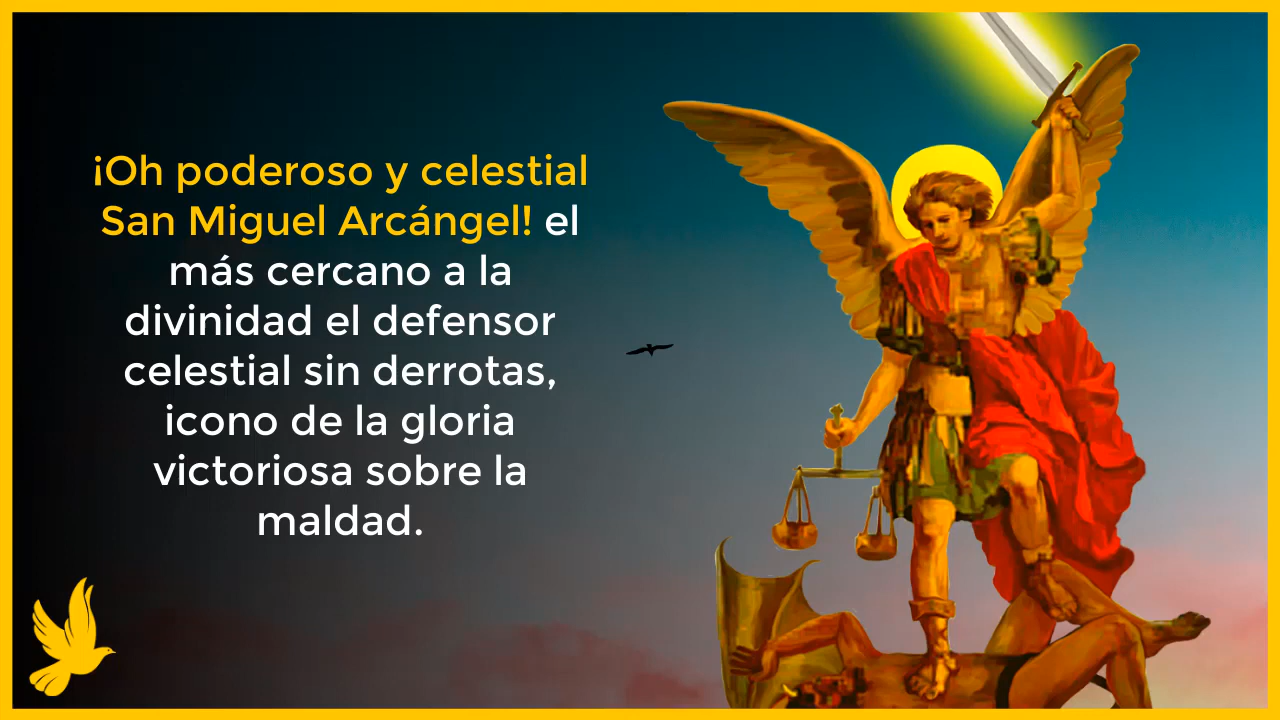 ¡Oh poderoso y celestial
San Miguel Arcángel! el
más cercano a la
divinidad el defensor
celestial sin derrotas,
icono de la gloria
victoriosa sobre la
maldad.